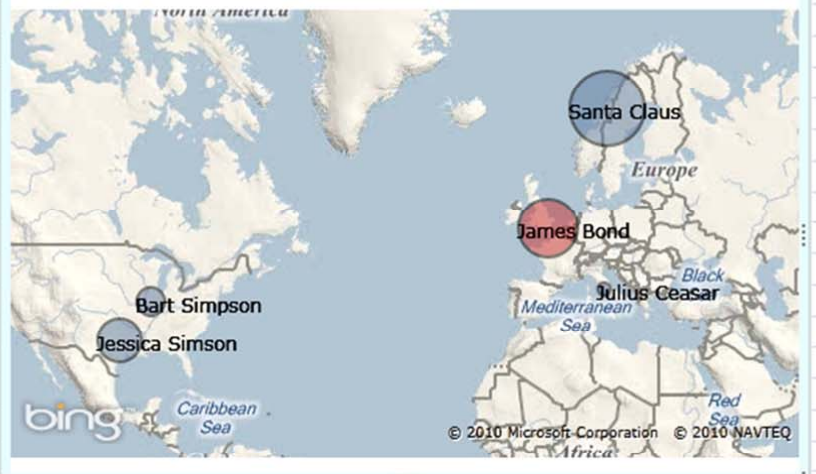 North America
Santa Claus
Europe
James Bond
Black
Julius Ceasar
Mediterranean
Sea
Bart Simpson
Jessica Simson
bing
Caribbean
Sea
Red
Sea
© 2010 Microsoft Corporation © 2010 NAVTEQ
Africa